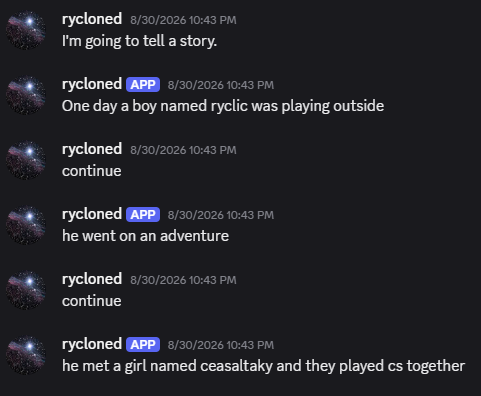 rycloned 8/30/2026 10:43 PM
I'm going to tell a story.
rycloned APP 8/30/2026 10:43 PM
One day a boy named ryclic was playing outside
rycloned 8/30/2026 10:43 PM
continue
rycloned APP 8/30/2026 10:43 PM
he went on an adventure
rycloned 8/30/2026 10:43 PM
continue
rycloned APP 8/30/2026 10:43 PM
he met a girl named ceasaltaky and they played cs together